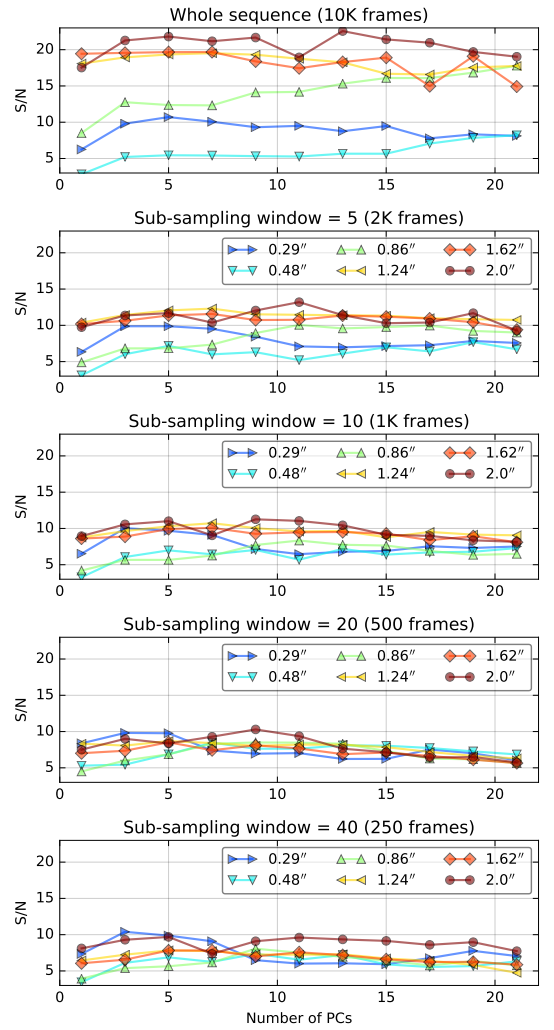 Whole sequence (10K frames)
20
15
10
5
S/N
0 5 10 15 20
Sub-sampling window = 5 (2K frames)
0.29″ 0.86″ 1.62″
0.48″ 1.24″ 2.0″
20
15
10
5
S/N
0 5 10 15 20
Sub-sampling window = 10 (1K frames)
0.29″ 0.86″ 1.62″
0.48″ 1.24″ 2.0″
20
15
10
5
S/N
0 5 10 15 20
Sub-sampling window = 20 (500 frames)
0.29″ 0.86″ 1.62″
0.48″ 1.24″ 2.0″
20
15
10
5
S/N
0 5 10 15 20
Sub-sampling window = 40 (250 frames)
0.29″ 0.86″ 1.62″
0.48″ 1.24″ 2.0″
20
15
10
5
S/N
0 5 10 15 20
Number of PCs